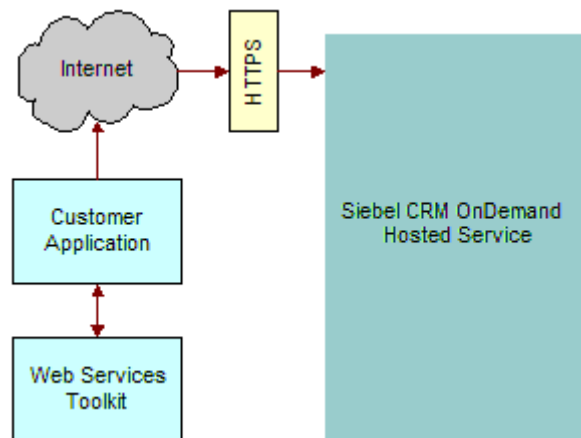 Internet
HTTPS
Siebel CRM OnDemand
Hosted Service
Customer
Application
Web Services
Toolkit